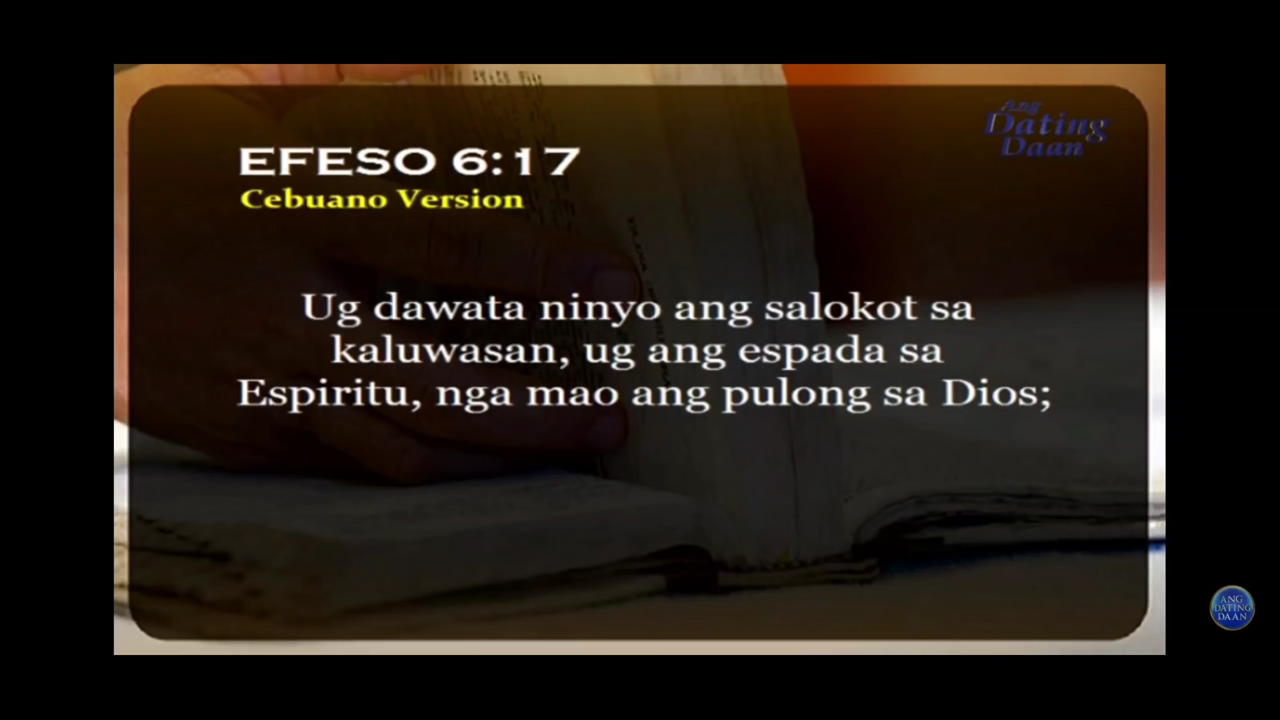 Ang
Dating
Daan
EFESO 6:17
Cebuano Version
Ug dawata ninyo ang salokot sa
kaluwasan, ug ang espada sa
Espiritu, nga mao ang pulong sa Dios;
ANG
DATING
DAAN